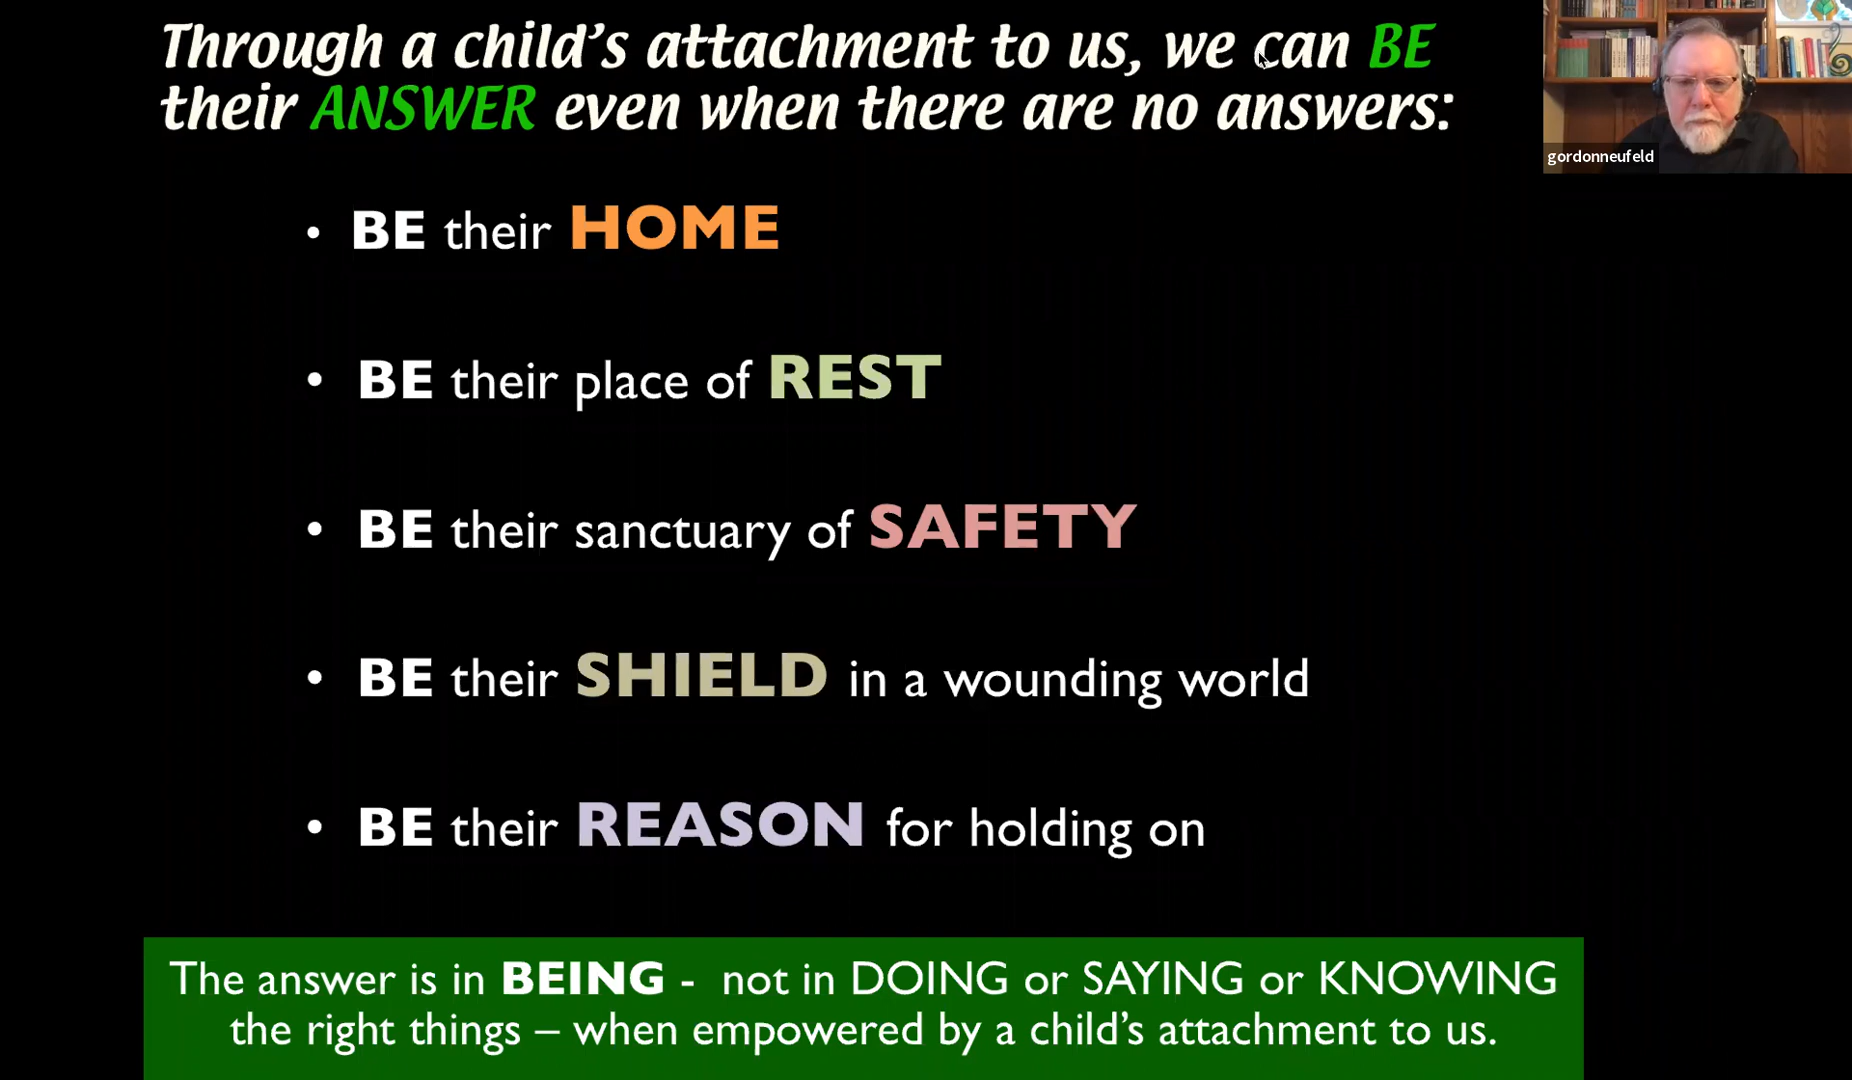 Through a child’s attachment to us, we can BE
their ANSWER even when there are no answers:
gordonneufeld
• BE their HOME
• BE their place of REST
• BE their sanctuary of SAFETY
• BE their SHIELD in a wounding world
• BE their REASON for holding on
The answer is in BEING - not in DOING or SAYING or KNOWING
the right things – when empowered by a child’s attachment to us.